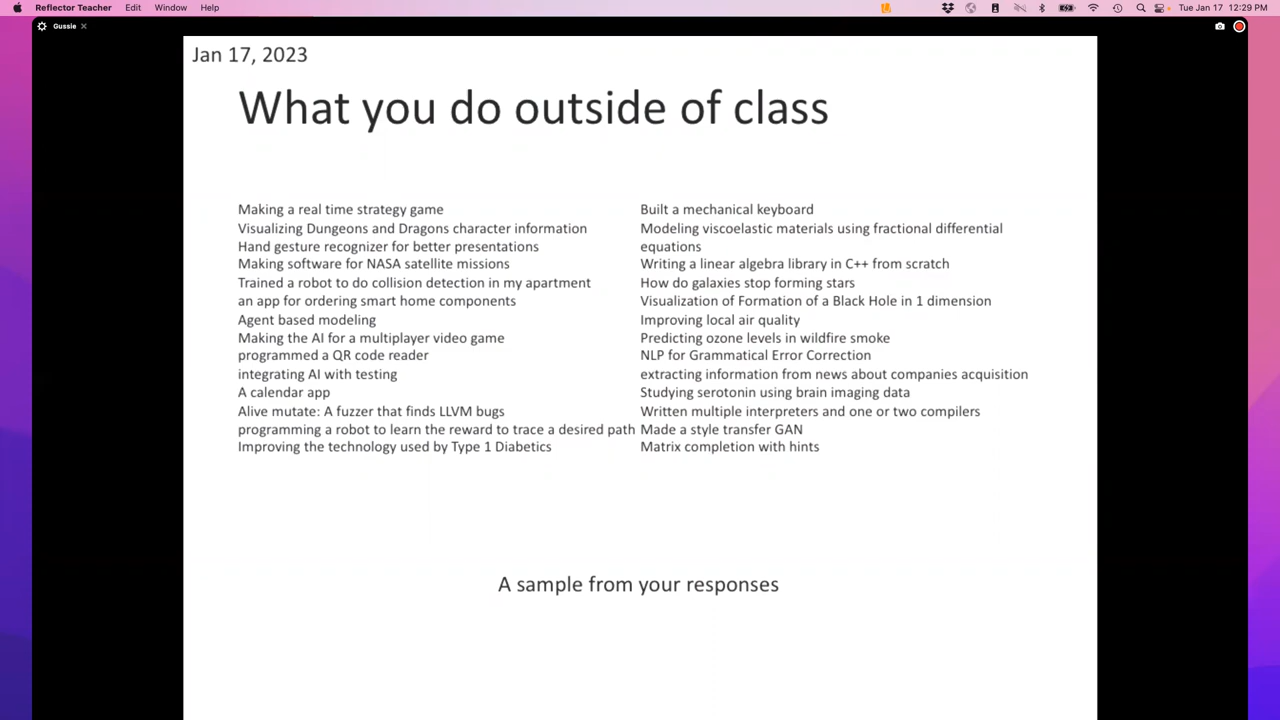 Reflector Teacher Edit Window Help Tue Jan 17 12:29 PM
Gussie
Jan 17, 2023
What you do outside of class
Making a real time strategy game
Visualizing Dungeons and Dragons character information
Hand gesture recognizer for better presentations
Making software for NASA satellite missions
Trained a robot to do collision detection in my apartment
an app for ordering smart home components
Agent based modeling
Making the AI for a multiplayer video game
programmed a QR code reader
integrating AI with testing
A calendar app
Alive mutate: A fuzzer that finds LLVM bugs
programming a robot to learn the reward to trace a desired path
Improving the technology used by Type 1 Diabetics
Built a mechanical keyboard
Modeling viscoelastic materials using fractional differential
equations
Writing a linear algebra library in C++ from scratch
How do galaxies stop forming stars
Visualization of Formation of a Black Hole in 1 dimension
Improving local air quality
Predicting ozone levels in wildfire smoke
NLP for Grammatical Error Correction
extracting information from news about companies acquisition
Studying serotonin using brain imaging data
Written multiple interpreters and one or two compilers
Made a style transfer GAN
Matrix completion with hints
A sample from your responses